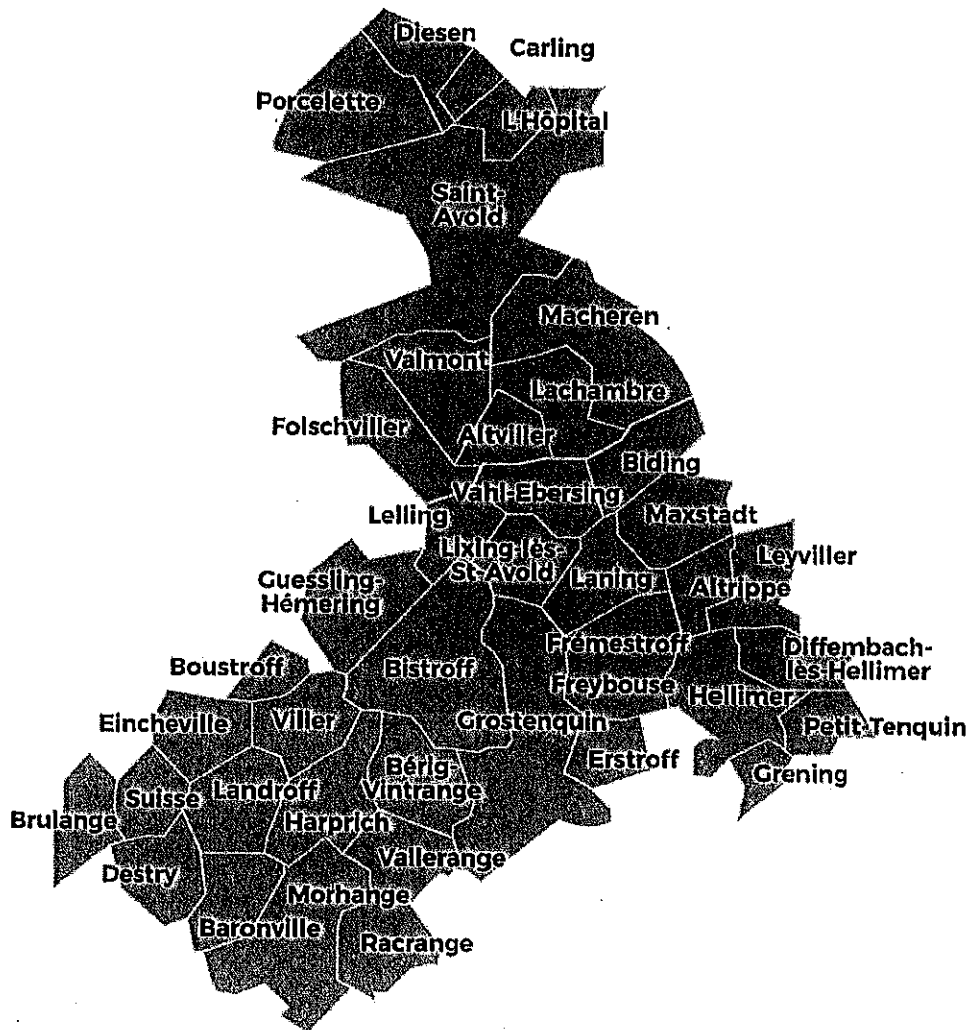 Diesen
Carling
Porcelette
L'Hôpital
Saint-
Avold
Macheren
Valmont
Lachambre
Folschviller
Altviller
Biding
Vahl-Ebersing
Lelling
Maxstadt
Lixing-lès-
St-Avold
Leyviller
Laning
Altrippe
Guessling-
Hémering
Frémestroff
Diffembach-
lès-Hellimer
Boustroff
Bistroff
Freybouse
Hellimer
Eincheville
Viller
Grostenquin
Petit-Tenquin
Erstroff
Bérig-
Vintrange
Grening
Suisse
Landroff
Brulange
Harprich
Destry
Vallerange
Morhange
Baronville
Racrange